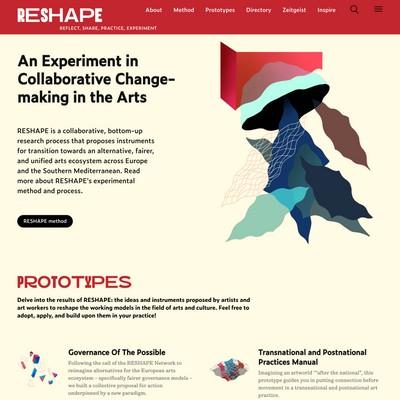 RESHAPE
REFLECT, SHARE, PRACTICE, EXPERIMENT
About Method Prototypes Directory Zeitgeist Inspire
An Experiment in
Collaborative Change-
making in the Arts
RESHAPE is a collaborative, bottom-up
research process that proposes instruments
for transition towards an alternative, fairer,
and unified arts ecosystem across Europe
and the Southern Mediterranean. Read
more about RESHAPE's experimental
method and process.
RESHAPE method
PROTOTYPES
Delve into the results of RESHAPE: the ideas and instruments proposed by artists and
art workers to reshape the working models in the field of arts and culture. Feel free to
adopt, apply, and build upon them in your practice!
Governance Of The Possible
Following the call of the RESHAPE Network to
reimagine alternatives for the European arts
ecosystem – specifically fairer governance models –
we built a collective proposal for action
underpinned by a new paradigm.
Transnational and Postnational
Practices Manual
Imagining an artworld "'after the national", this
prototype guides you in putting connection before
movement in a transnational or postnational
artistic practice.